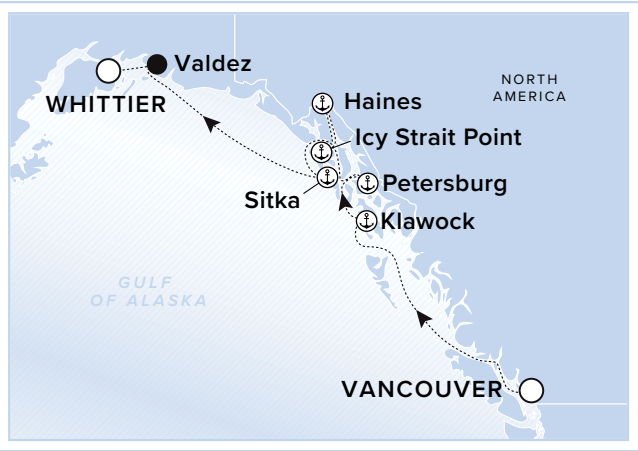 Valdez
WHITTIER
NORTH
AMERICA
Haines
Icy Strait Point
Petersburg
Sitka
Klawock
GULF
OF ALASKA
VANCOUVER